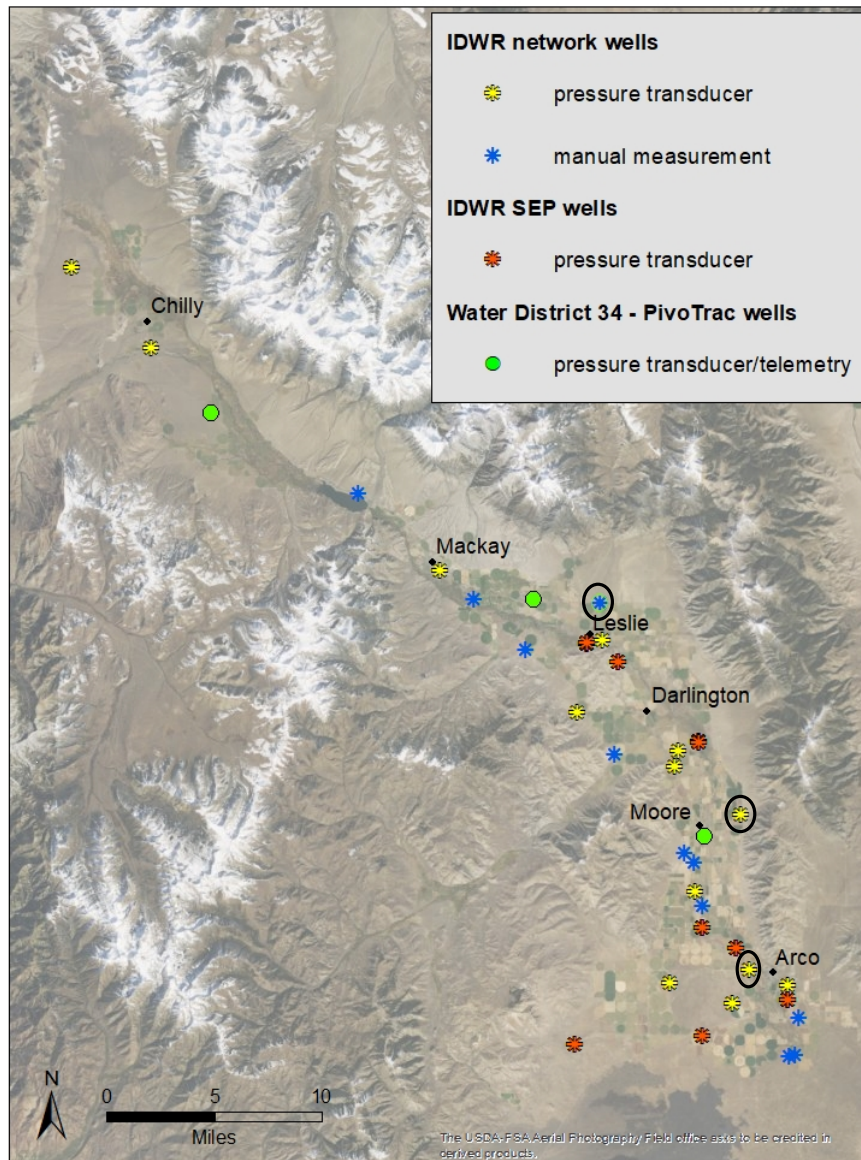 IDWR network wells
pressure transducer
manual measurement
IDWR SEP wells
pressure transducer
Water District 34 - PivoTrac wells
pressure transducer/telemetry
Chilly
Mackay
Leslie
Darlington
Moore
Arco
N
0 5 10
Miles
The USDA-FSA Aerial Photography Field office asks to be credited in
derived products.